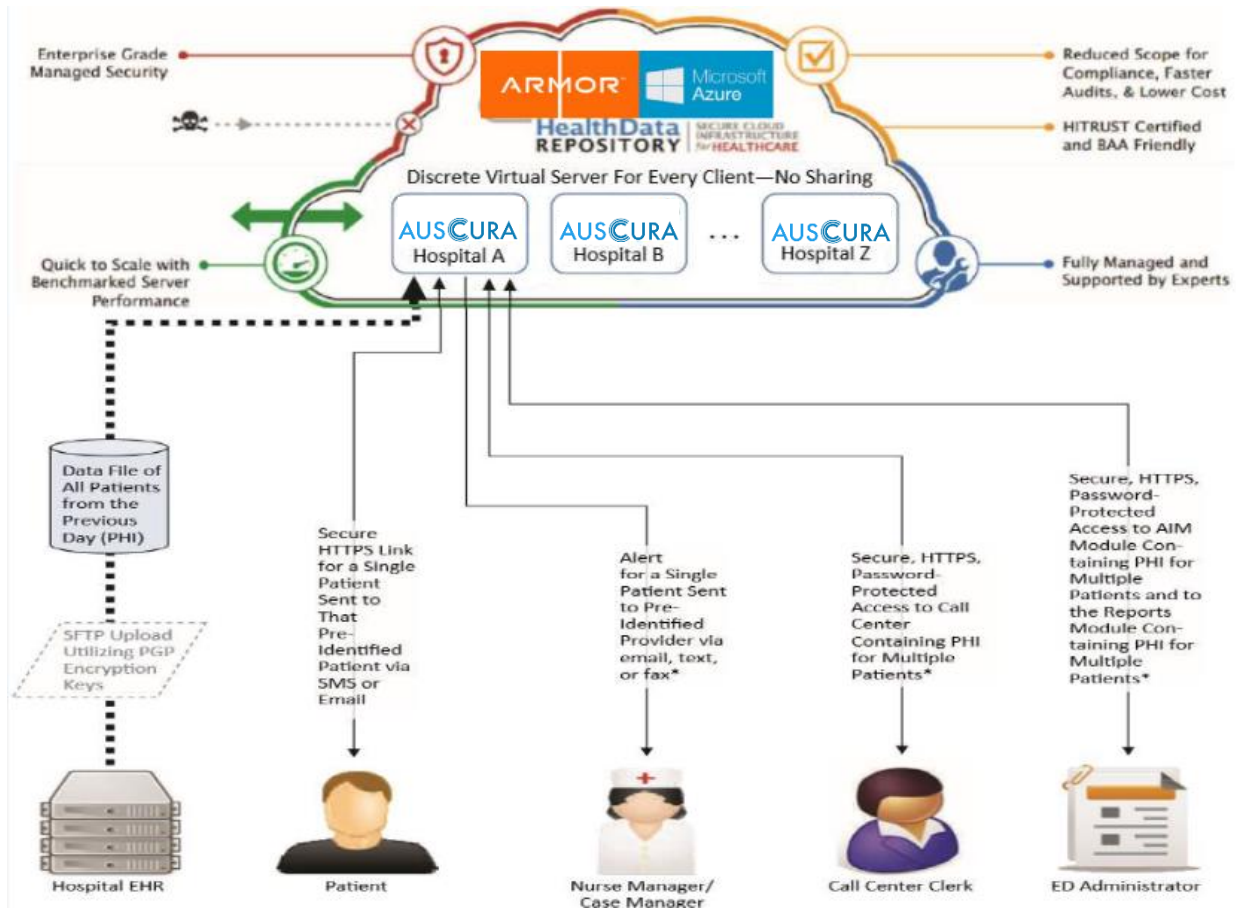 Enterprise Grade
Managed Security
ARMOR™
Microsoft
Azure
HealthData
REPOSITORY
SECURE CLOUD
INFRASTRUCTURE
for HEALTHCARE
Reduced Scope for
Compliance, Faster
Audits, & Lower Cost
HITRUST Certified
and BAA Friendly
Discrete Virtual Server For Every Client—No Sharing
AUSCURA
Hospital A
AUSCURA
Hospital B
...
AUSCURA
Hospital Z
Quick to Scale with
Benchmarked Server
Performance
Fully Managed and
Supported by Experts
Data File of
All Patients
from the
Previous
Day (PHI)
SFTP Upload
Utilizing PGP
Encryption
Keys
Secure
HTTPS Link
for a Single
Patient
Sent to
That
Pre-
Identified
Patient via
SMS or
Email
Alert
for a Single
Patient Sent
to Pre-
Identified
Provider via
email, text,
or fax*
Secure, HTTPS,
Password-
Protected
Access to Call
Center
Containing PHI
for Multiple
Patients*
Secure, HTTPS,
Password-
Protected
Access to AIM
Module Con-
taining PHI for
Multiple
Patients and to
the Reports
Module Con-
taining PHI for
Multiple
Patients*
Hospital EHR
Patient
Nurse Manager/
Case Manager
Call Center Clerk
ED Administrator